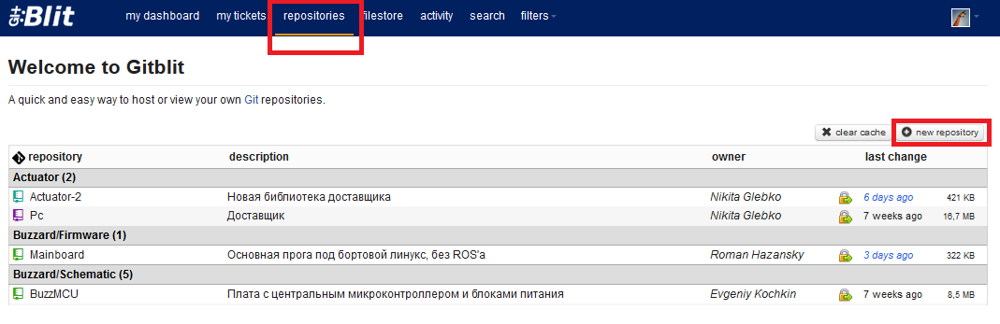 Blit my dashboard my tickets repositories filestore activity search filters
Welcome to Gitblit
A quick and easy way to host or view your own Git repositories.
clear cache new repository
repository description owner last change
Actuator (2)
Actuator-2 Новая библиотека доставщика Nikita Glebko 6 days ago 421 KB
Pc Доставщик Nikita Glebko 7 weeks ago 16,7 MB
Buzzard/Firmware (1)
Mainboard Основная прога под бортовой линукс, без ROS'а Roman Hazansky 3 days ago 322 KB
Buzzard/Schematic (5)
BuzzMCU Плата с центральным микроконтроллером и блоками питания Evgeniy Kochkin 7 weeks ago 8,5 MB